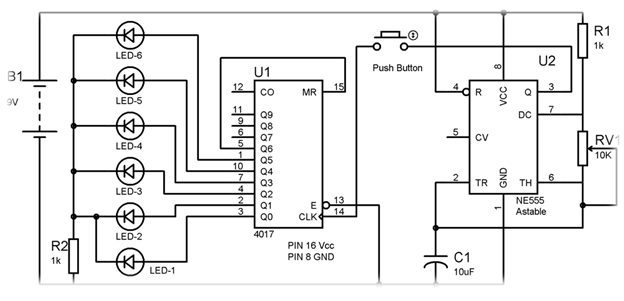 B1
9V
LED-6
LED-5
LED-4
LED-3
LED-2
LED-1
R2
1k
U1
12
CO
MR
15
11
Q9
9
Q8
6
Q7
5
Q6
1
Q5
10
Q4
7
Q3
4
Q2
2
Q1
3
Q0
E
13
CLK
14
4017
PIN 16 Vcc
PIN 8 GND
Push Button
U2
8
VCC
4
R
Q
3
DC
7
5
CV
2
TR
GND
TH
6
1
NE555
Astable
R1
1k
RV1
10K
C1
10uF